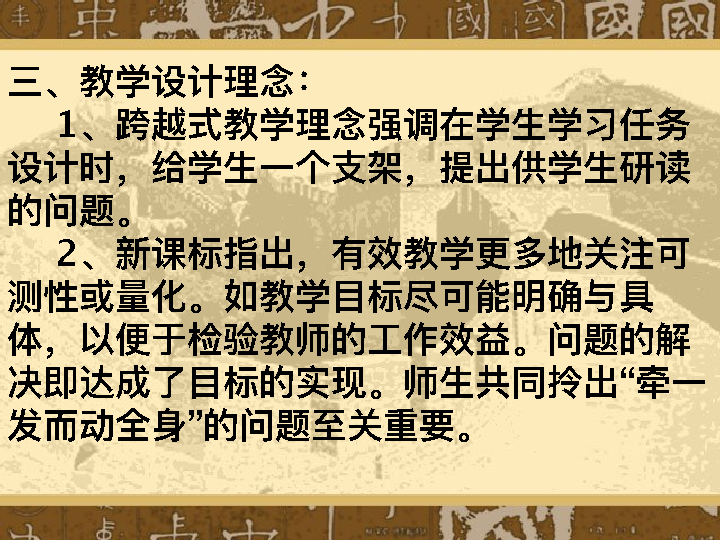 三、教学设计理念：
1、跨越式教学理念强调在学生学习任务
设计时，给学生一个支架，提出供学生研读
的问题。
2、新课标指出，有效教学更多地关注可
测性或量化。如教学目标尽可能明确与具
体，以便于检验教师的工作效益。问题的解
决即达成了目标的实现。师生共同拎出“牵一
发而动全身”的问题至关重要。